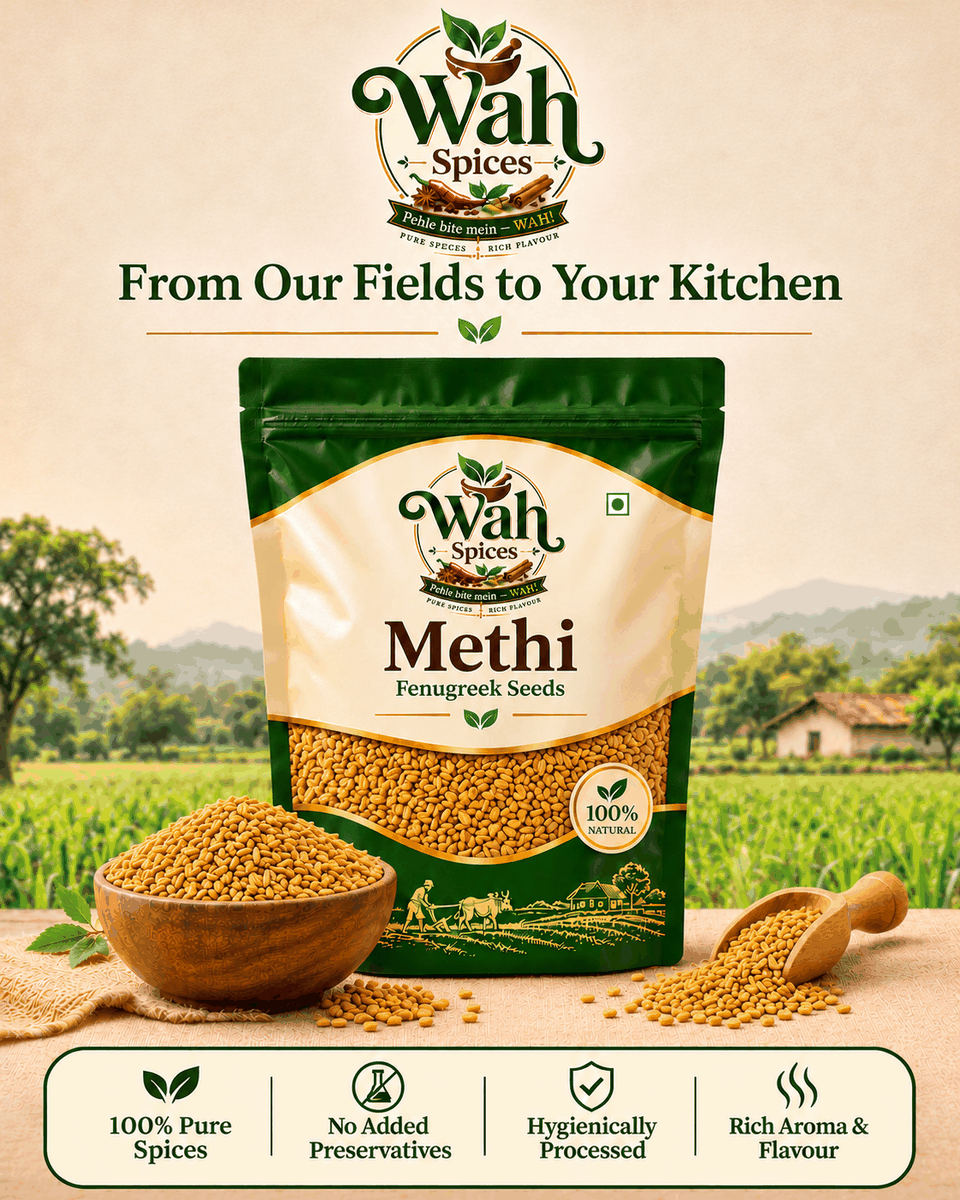 Wah
Spices
Pehle bite mein – WAH!
PURE SPECES RICH FLAVOUR
From Our Fields to Your Kitchen
Wah
Spices
Pehle bite mein – WAH!
PURE SPICES RICH FLAVOUR
Methi
Fenugreek Seeds
100%
NATURAL
100% Pure
Spices
No Added
Preservatives
Hygienically
Processed
Rich Aroma &
Flavour